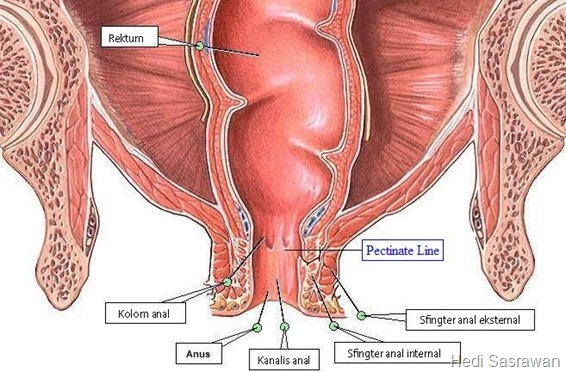 Rektum
Pectinate Line
Kolom anal
Sfingter anal eksternal
Anus
Kanalis anal
Sfingter anal internal
Hedi Sasrawan